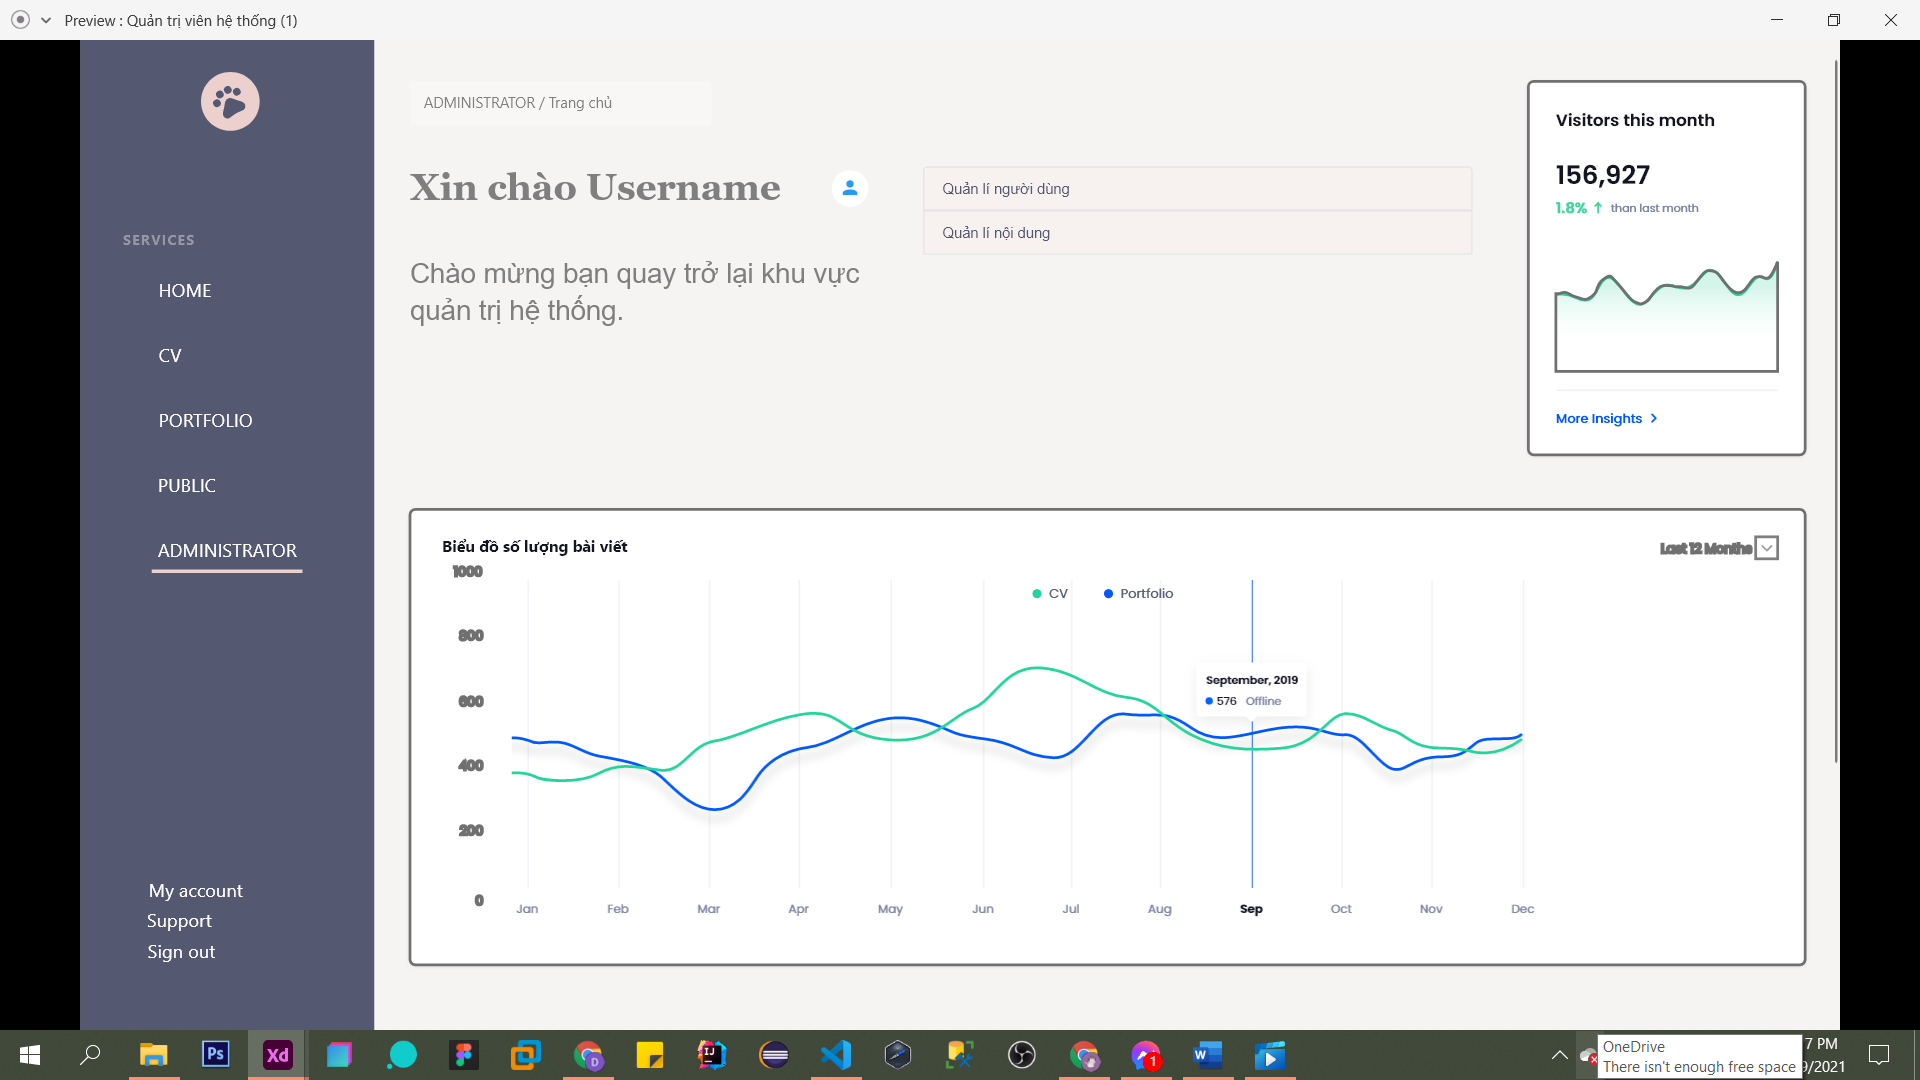 Preview : Quản trị viên hệ thống (1)
ADMINISTRATOR / Trang chủ
SERVICES
HOME
CV
PORTFOLIO
PUBLIC
ADMINISTRATOR
My account
Support
Sign out
Xin chào Username
Chào mừng bạn quay trở lại khu vực
quản trị hệ thống.
Quản lí người dùng
Quản lí nội dung
Visitors this month
156,927
1.8% ↑ than last month
More Insights >
Biểu đồ số lượng bài viết
Last 12 Months
CV
Portfolio
1000
800
600
400
200
0
September, 2019
576 Offline
Jan Feb Mar Apr May Jun Jul Aug Sep Oct Nov Dec
Ps
Xd
D
IJ
1
W
OneDrive
There isn't enough free space
7 PM
9/2021